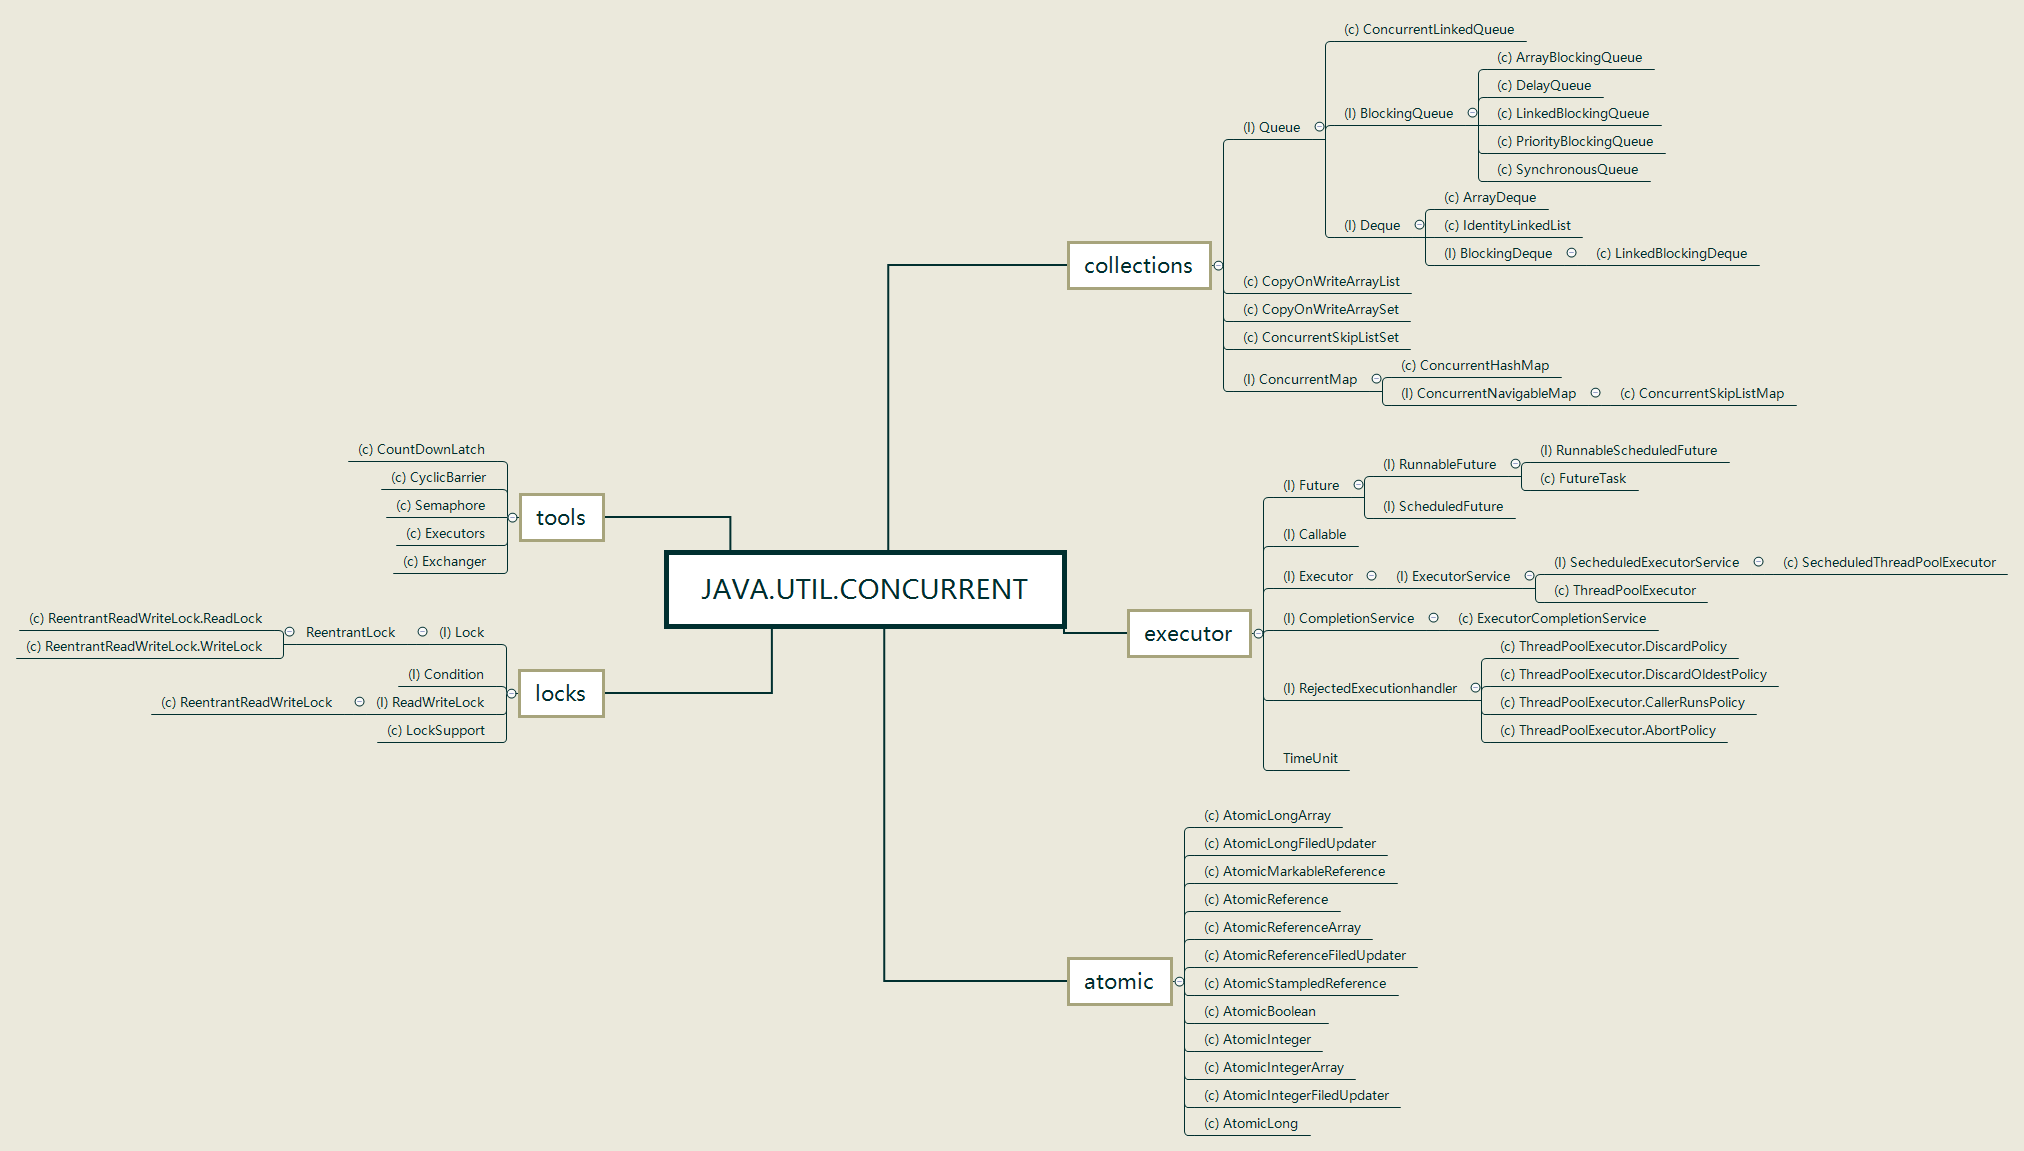 JAVA.UTIL.CONCURRENT
collections
(I) Queue
(c) ConcurrentLinkedQueue
(I) BlockingQueue
(c) ArrayBlockingQueue
(c) DelayQueue
(c) LinkedBlockingQueue
(c) PriorityBlockingQueue
(c) SynchronousQueue
(I) Deque
(c) ArrayDeque
(c) IdentityLinkedList
(I) BlockingDeque
(c) LinkedBlockingDeque
(c) CopyOnWriteArrayList
(c) CopyOnWriteArraySet
(c) ConcurrentSkipListSet
(I) ConcurrentMap
(c) ConcurrentHashMap
(I) ConcurrentNavigableMap
(c) ConcurrentSkipListMap
executor
(I) Future
(I) RunnableFuture
(I) RunnableScheduledFuture
(c) FutureTask
(I) ScheduledFuture
(I) Callable
(I) Executor
(I) ExecutorService
(I) SecheduledExecutorService
(c) SecheduledThreadPoolExecutor
(c) ThreadPoolExecutor
(I) CompletionService
(c) ExecutorCompletionService
(I) RejectedExecutionhandler
(c) ThreadPoolExecutor.DiscardPolicy
(c) ThreadPoolExecutor.DiscardOldestPolicy
(c) ThreadPoolExecutor.CallerRunsPolicy
(c) ThreadPoolExecutor.AbortPolicy
TimeUnit
atomic
(c) AtomicLongArray
(c) AtomicLongFiledUpdater
(c) AtomicMarkableReference
(c) AtomicReference
(c) AtomicReferenceArray
(c) AtomicReferenceFiledUpdater
(c) AtomicStampledReference
(c) AtomicBoolean
(c) AtomicInteger
(c) AtomicIntegerArray
(c) AtomicIntegerFiledUpdater
(c) AtomicLong
tools
(c) CountDownLatch
(c) CyclicBarrier
(c) Semaphore
(c) Executors
(c) Exchanger
locks
(I) Lock
ReentrantLock
(c) ReentrantReadWriteLock.ReadLock
(c) ReentrantReadWriteLock.WriteLock
(I) Condition
(I) ReadWriteLock
(c) ReentrantReadWriteLock
(c) LockSupport